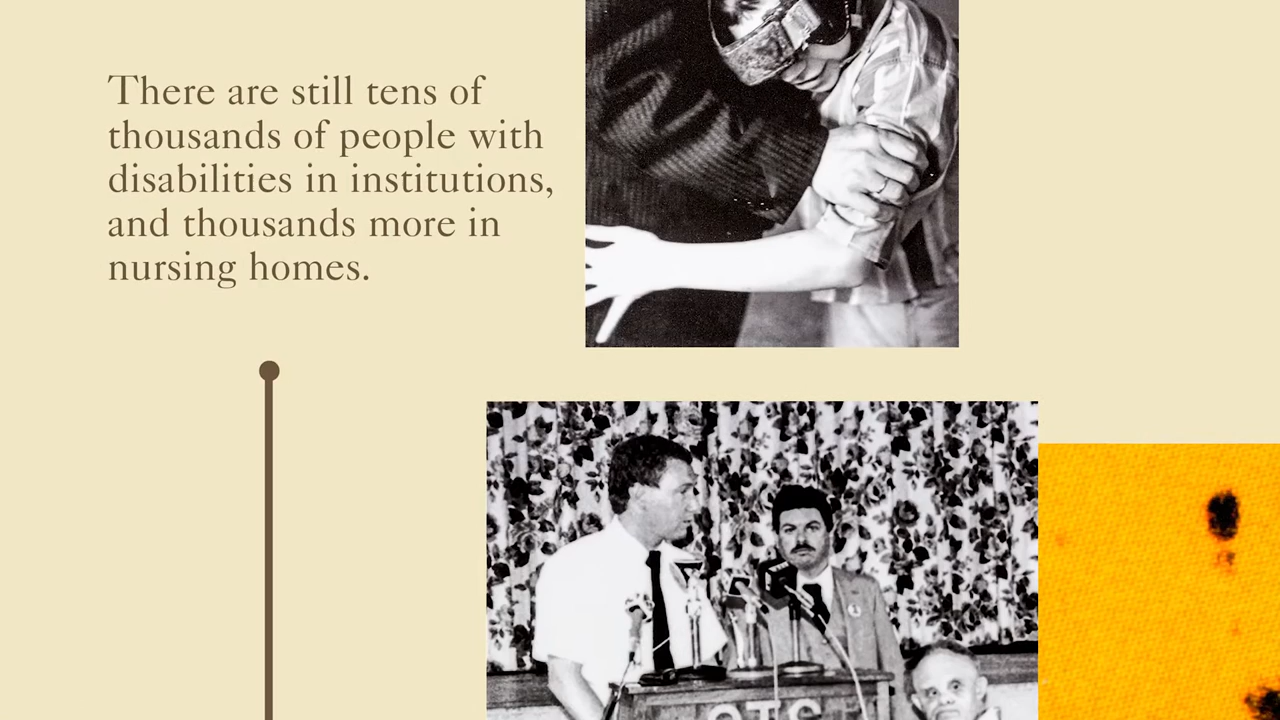 There are still tens of
thousands of people with
disabilities in institutions,
and thousands more in
nursing homes.